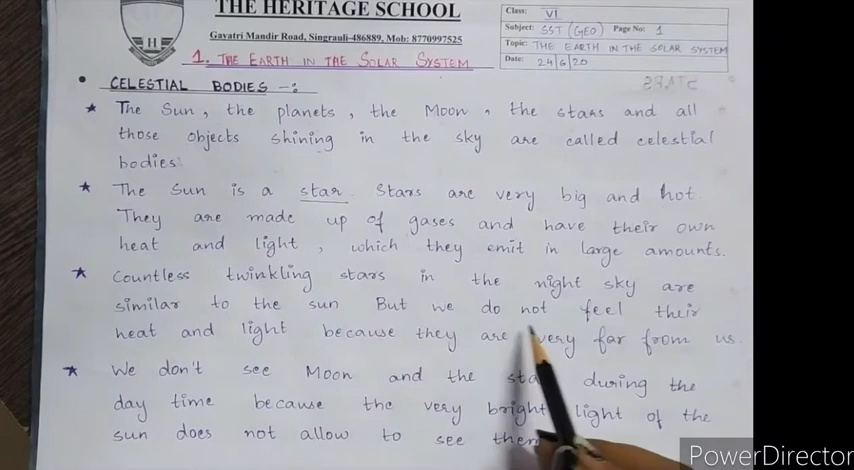 THE HERITAGE SCHOOL
Gayatri Mandir Road, Singrauli-486889, Mob: 8770997525
Class: VI
Subject: SST (GEO) Page No: 1
Topic: THE EARTH IN THE SOLAR SYSTEM
Date: 24/6/20
H
1. THE EARTH IN THE SOLAR SYSTEM
STARS
• CELESTIAL BODIES -:
★ The Sun, the planets, the Moon, the stars and all
those objects shining in the sky are called celestial
bodies
★ The Sun is a star. Stars are very big and hot.
They are made up of gases and have their own
heat and light, which they emit in large amounts.
★ Countless twinkling stars in the night sky are
similar to the sun But we do not feel their
heat and light because they are very far from us.
★ We don't see Moon and the sta during the
day time because the very bright light of the
sun does not allow to see them
PowerDirector